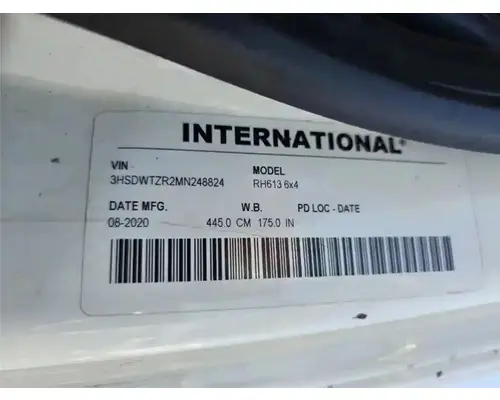 INTERNATIONAL®
VIN MODEL
3HSDWTZR2MN248824 RH613 6x4
DATE MFG. W.B. PD LOC - DATE
08-2020 445.0 CM 175.0 IN